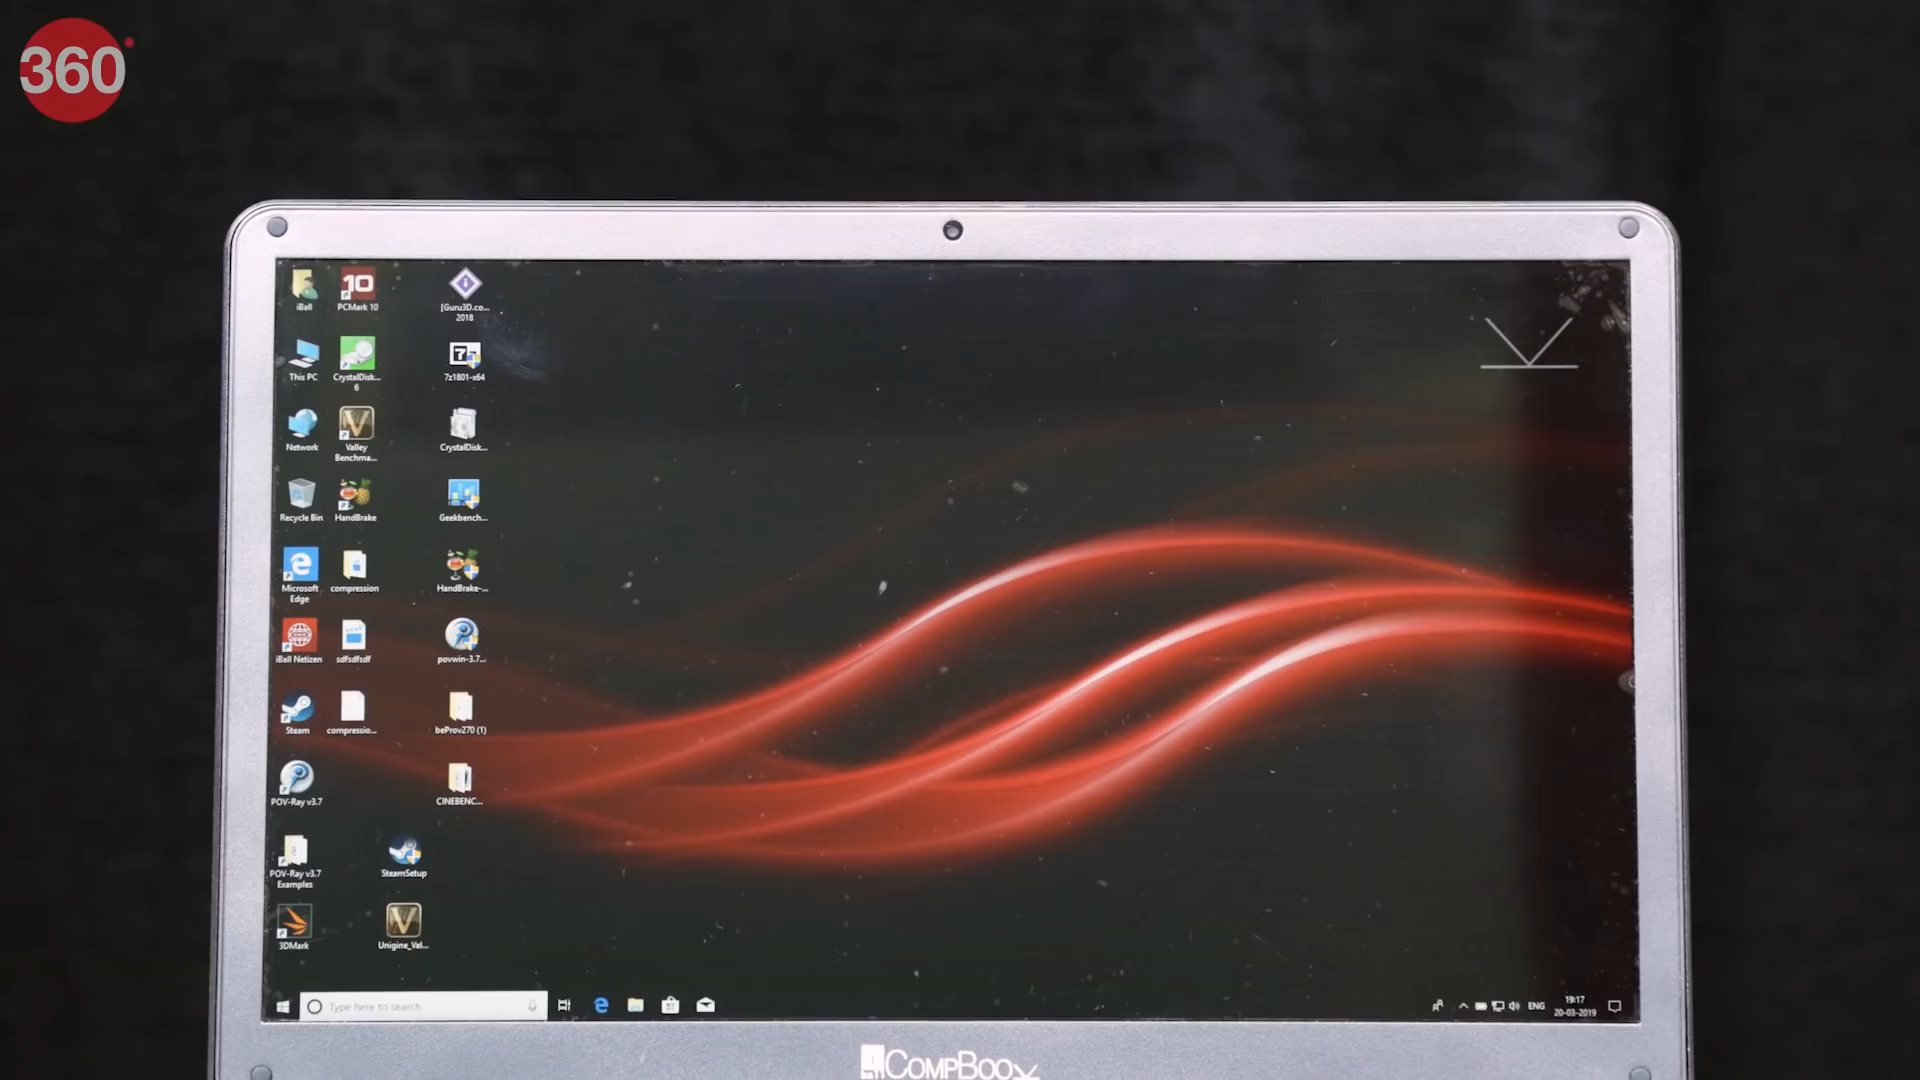 360
iBall
PCMark 10
[Guru3D.co...
2018
This PC
CrystalDisk...
6
7z1801-x64
Network
Valley
Benchma...
CrystalDisk...
Recycle Bin
HandBrake
Geekbench...
Microsoft
Edge
compression
HandBrake-...
iBall Netizen
sdfsdfsdf
povwin-3.7...
Steam
compressio...
beProv270 (1)
POV-Ray v3.7
CINEBENC...
POV-Ray v3.7
Examples
SteamSetup
3DMark
Unigine_Val...
Type here to search
ENG
19:17
20-03-2019
COMPBOOK